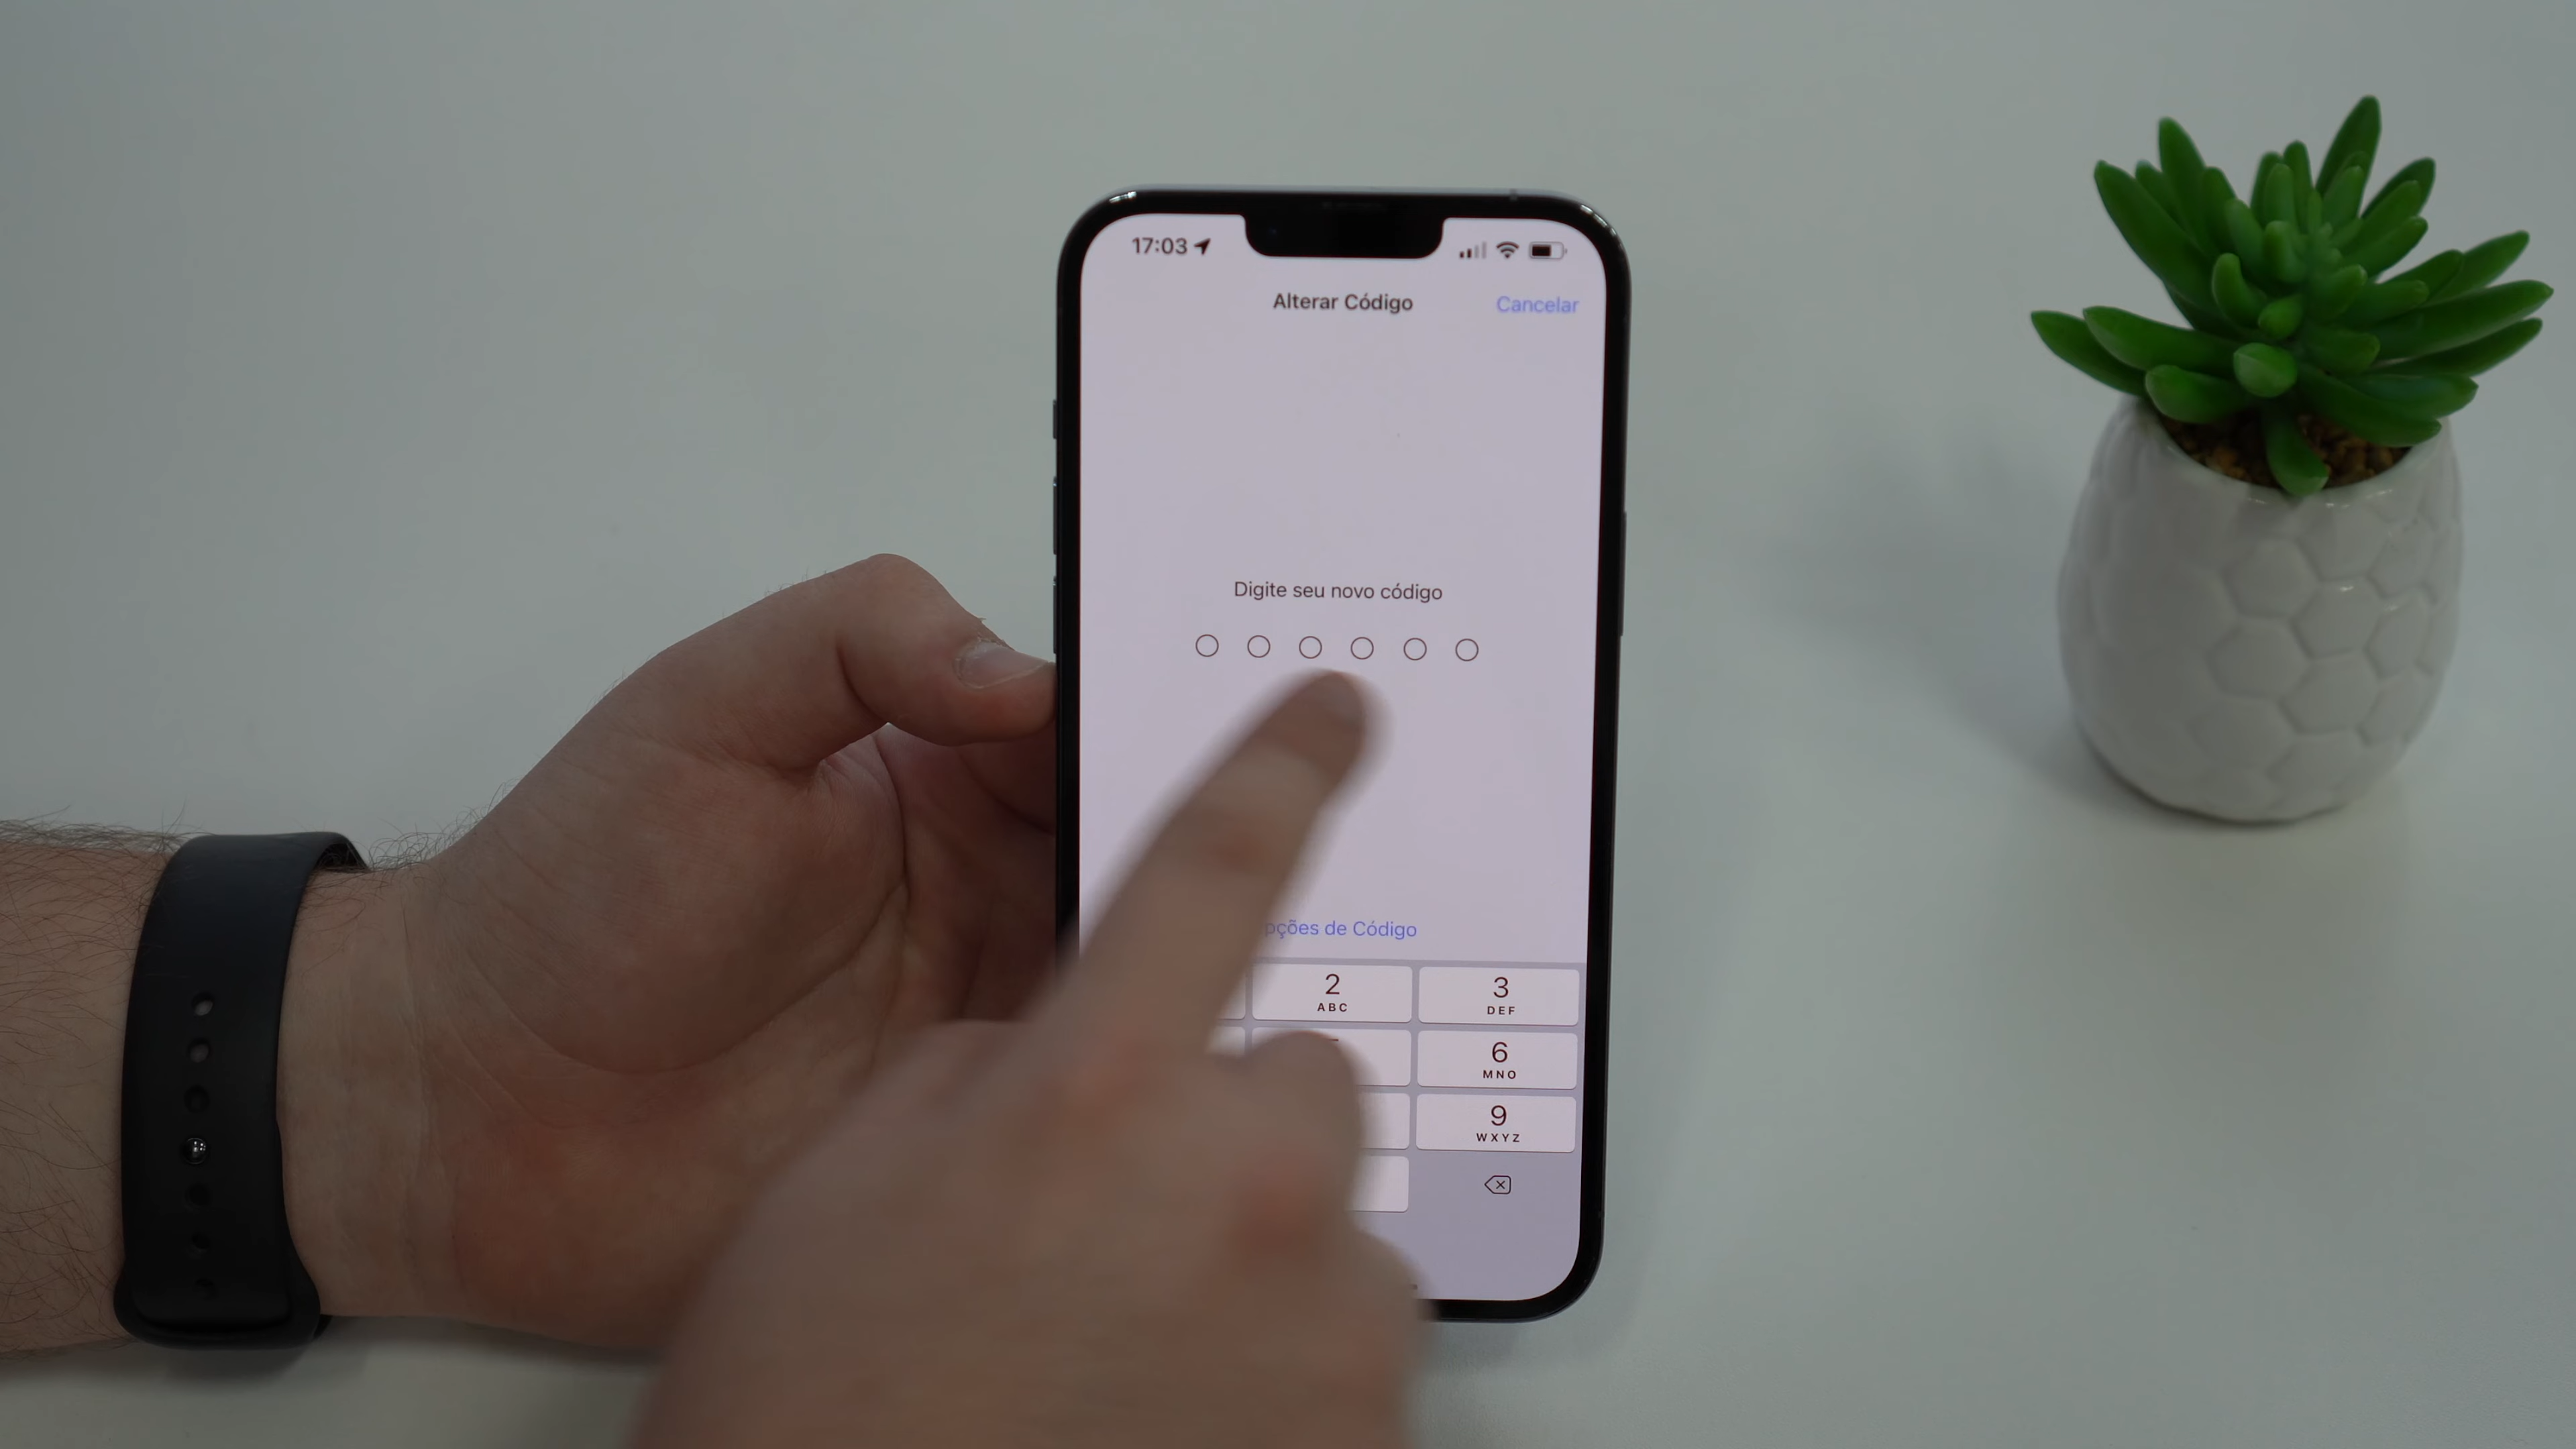 17:03
Alterar Código
Cancelar
Digite seu novo código
de Código
2
ABC
3
DEF
6
MNO
9
WXYZ